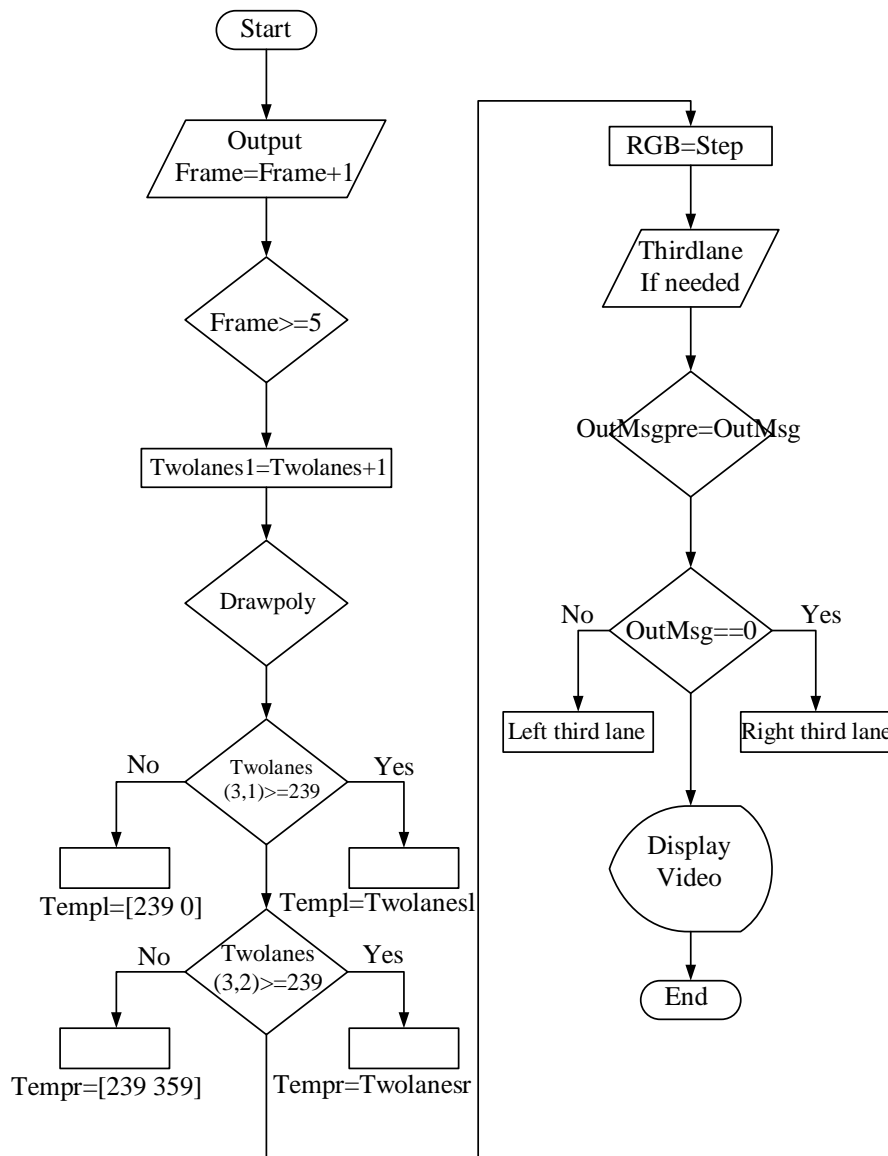 Start
Output
Frame=Frame+1
Frame>=5
Twolanes1=Twolanes+1
Drawpoly
Twolanes
(3,1)>=239
No
Yes
Templ=[239 0]
Templ=Twolanesl
Twolanes
(3,2)>=239
No
Yes
Tempr=[239 359]
Tempr=Twolanesr
RGB=Step
Thirdlane
If needed
OutMsgpre=OutMsg
OutMsg==0
No
Yes
Left third lane
Right third lane
Display
Video
End